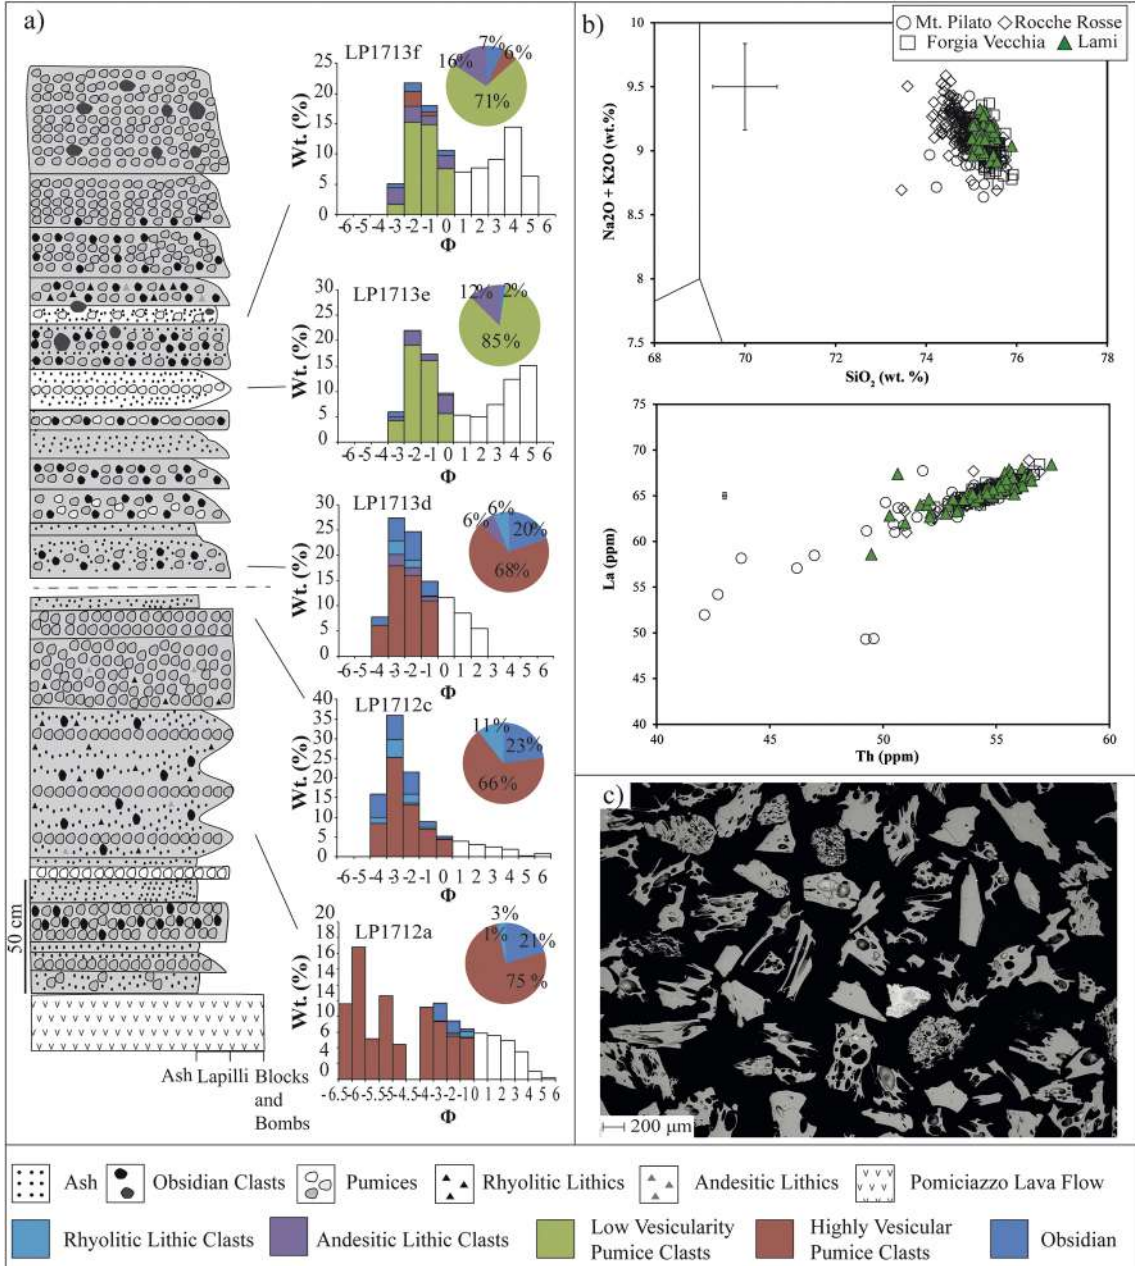 a)
LP1713f
7%
16%
6%
71%
Wt. (%)
25
20
15
10
5
0
-6 -5 -4 -3 -2 -1 0 1 2 3 4 5 6
Φ
LP1713e
12%
2%
85%
Wt. (%)
30
25
20
15
10
5
0
-6 -5 -4 -3 -2 -1 0 1 2 3 4 5 6
Φ
LP1713d
6%
6%
20%
68%
Wt. (%)
30
25
20
15
10
5
0
-6 -5 -4 -3 -2 -1 0 1 2 3 4 5 6
Φ
LP1712c
11%
23%
66%
Wt. (%)
40
35
30
25
20
15
10
5
0
-6 -5 -4 -3 -2 -1 0 1 2 3 4 5 6
Φ
LP1712a
3%
1%
21%
75 %
Wt. (%)
20
18
16
14
12
10
8
6
4
0
-6.5-6-5.5-5-4.5-4-3-2-1 0 1 2 3 4 5 6
Φ
50 cm
Ash Lapilli Blocks
and
Bombs
b)
Mt. Pilato Rocche Rosse
Forgia Vecchia Lami
Na2O + K2O (wt.%)
10
9.5
9
8.5
8
7.5
68 70 72 74 76 78
SiO₂ (wt. %)
La (ppm)
75
70
65
60
55
50
45
40
40 45 50 55 60
Th (ppm)
c)
200 µm
Ash Obsidian Clasts Pumices Rhyolitic Lithics Andesitic Lithics Pomiciazzo Lava Flow
Rhyolitic Lithic Clasts Andesitic Lithic Clasts Low Vesicularity Highly Vesicular Obsidian
Pumice Clasts Pumice Clasts